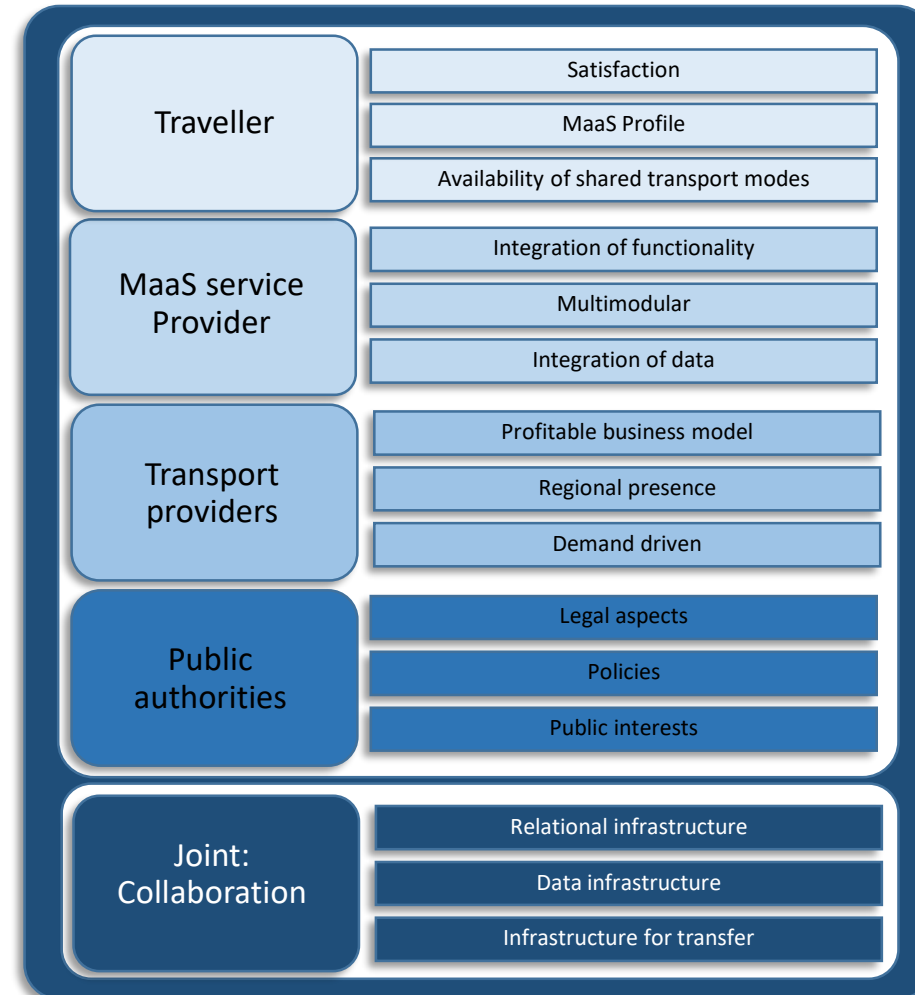 Traveller
Satisfaction
MaaS Profile
Availability of shared transport modes
MaaS service
Provider
Integration of functionality
Multimodular
Integration of data
Transport
providers
Profitable business model
Regional presence
Demand driven
Public
authorities
Legal aspects
Policies
Public interests
Joint:
Collaboration
Relational infrastructure
Data infrastructure
Infrastructure for transfer